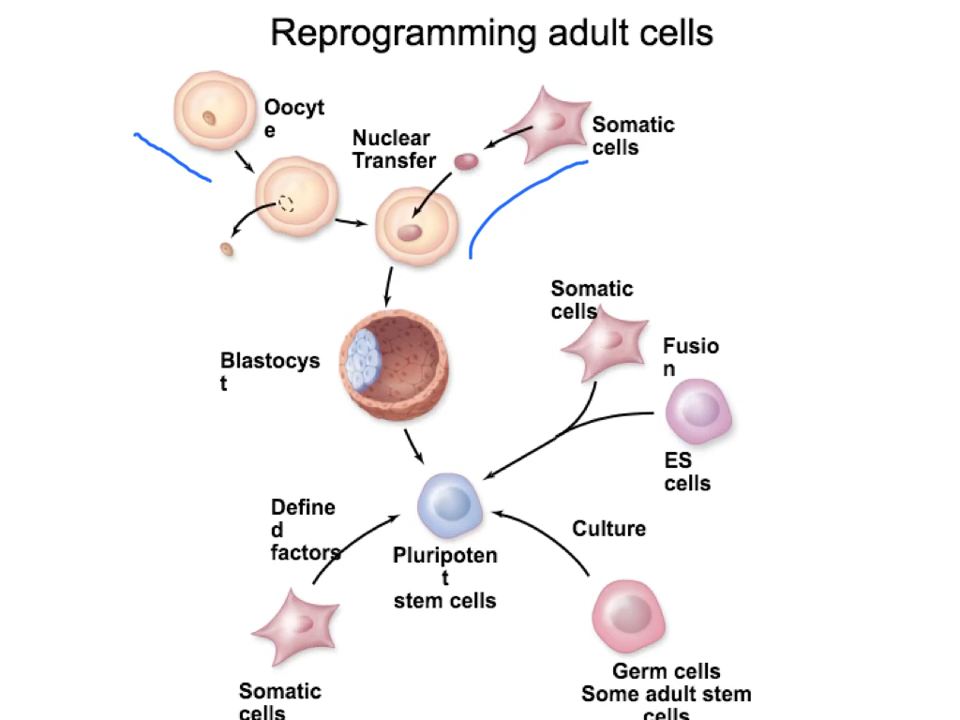 Reprogramming adult cells
Oocyt
e
Nuclear
Transfer
Somatic
cells
Somatic
cells
Fusio
n
Blastocys
t
ES
cells
Define
d
factors
Culture
Pluripoten
t
stem cells
Germ cells
Some adult stem
cells
Somatic
cells